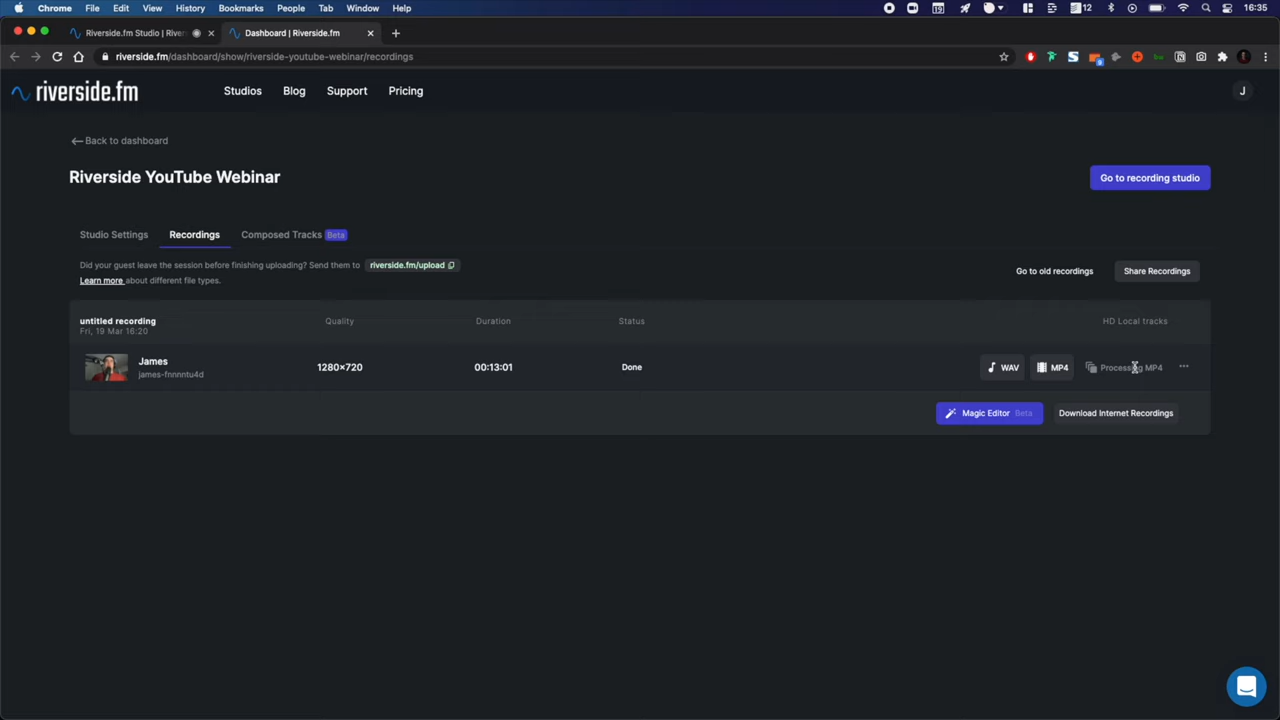 Chrome File Edit View History Bookmarks People Tab Window Help 19 12 16:35
Riverside.fm Studio | River Dashboard | Riverside.fm
riverside.fm/dashboard/show/riverside-youtube-webinar/recordings
riverside.fm Studios Blog Support Pricing J
Back to dashboard
Riverside YouTube Webinar
Go to recording studio
Studio Settings Recordings Composed Tracks Beta
Did your guest leave the session before finishing uploading? Send them to riverside.fm/upload
Learn more about different file types.
Go to old recordings Share Recordings
untitled recording Quality Duration Status HD Local tracks
Fri, 19 Mar 16:20
James 1280×720 00:13:01 Done WAV MP4 Processing MP4 ...
james-fnnnntu4d
Magic Editor Beta Download Internet Recordings